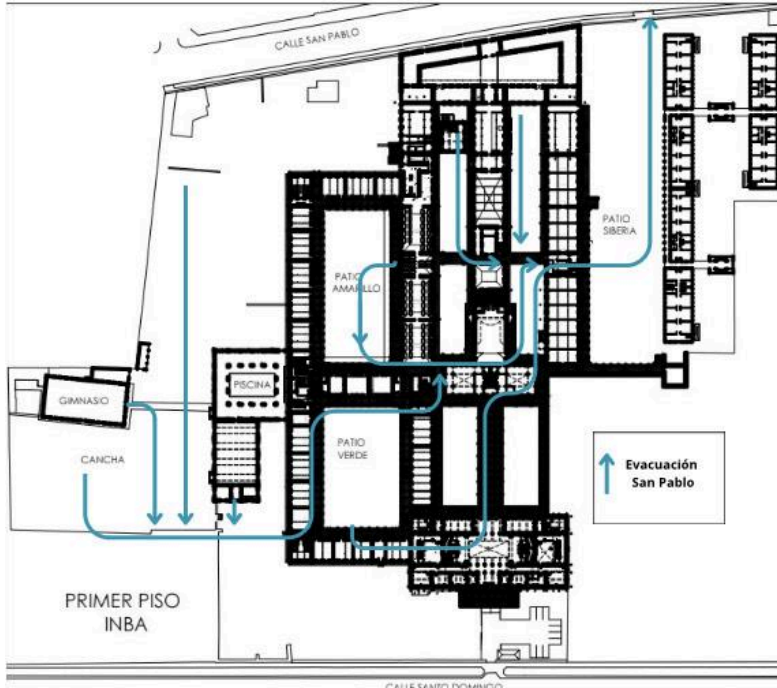 CALLE SAN PABLO
PATIO
SIBERIA
PATIO
AMARILLO
PISCINA
GIMNASIO
CANCHA
PATIO
VERDE
Evacuación
San Pablo
PRIMER PISO
INBA
CALLE SANTO DOMINGO